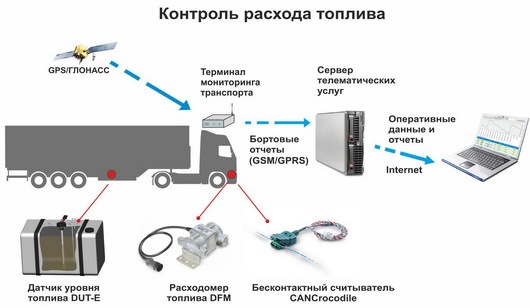 Контроль расхода топлива
GPS/ГЛОНАСС
Терминал
мониторинга
транспорта
Сервер
телематических
услуг
Бортовые
отчеты
(GSM/GPRS)
Оперативные
данные и
отчеты
Internet
Датчик уровня
топлива DUT-E
Расходомер
топлива DFM
Бесконтактный считыватель
CANCrocodile